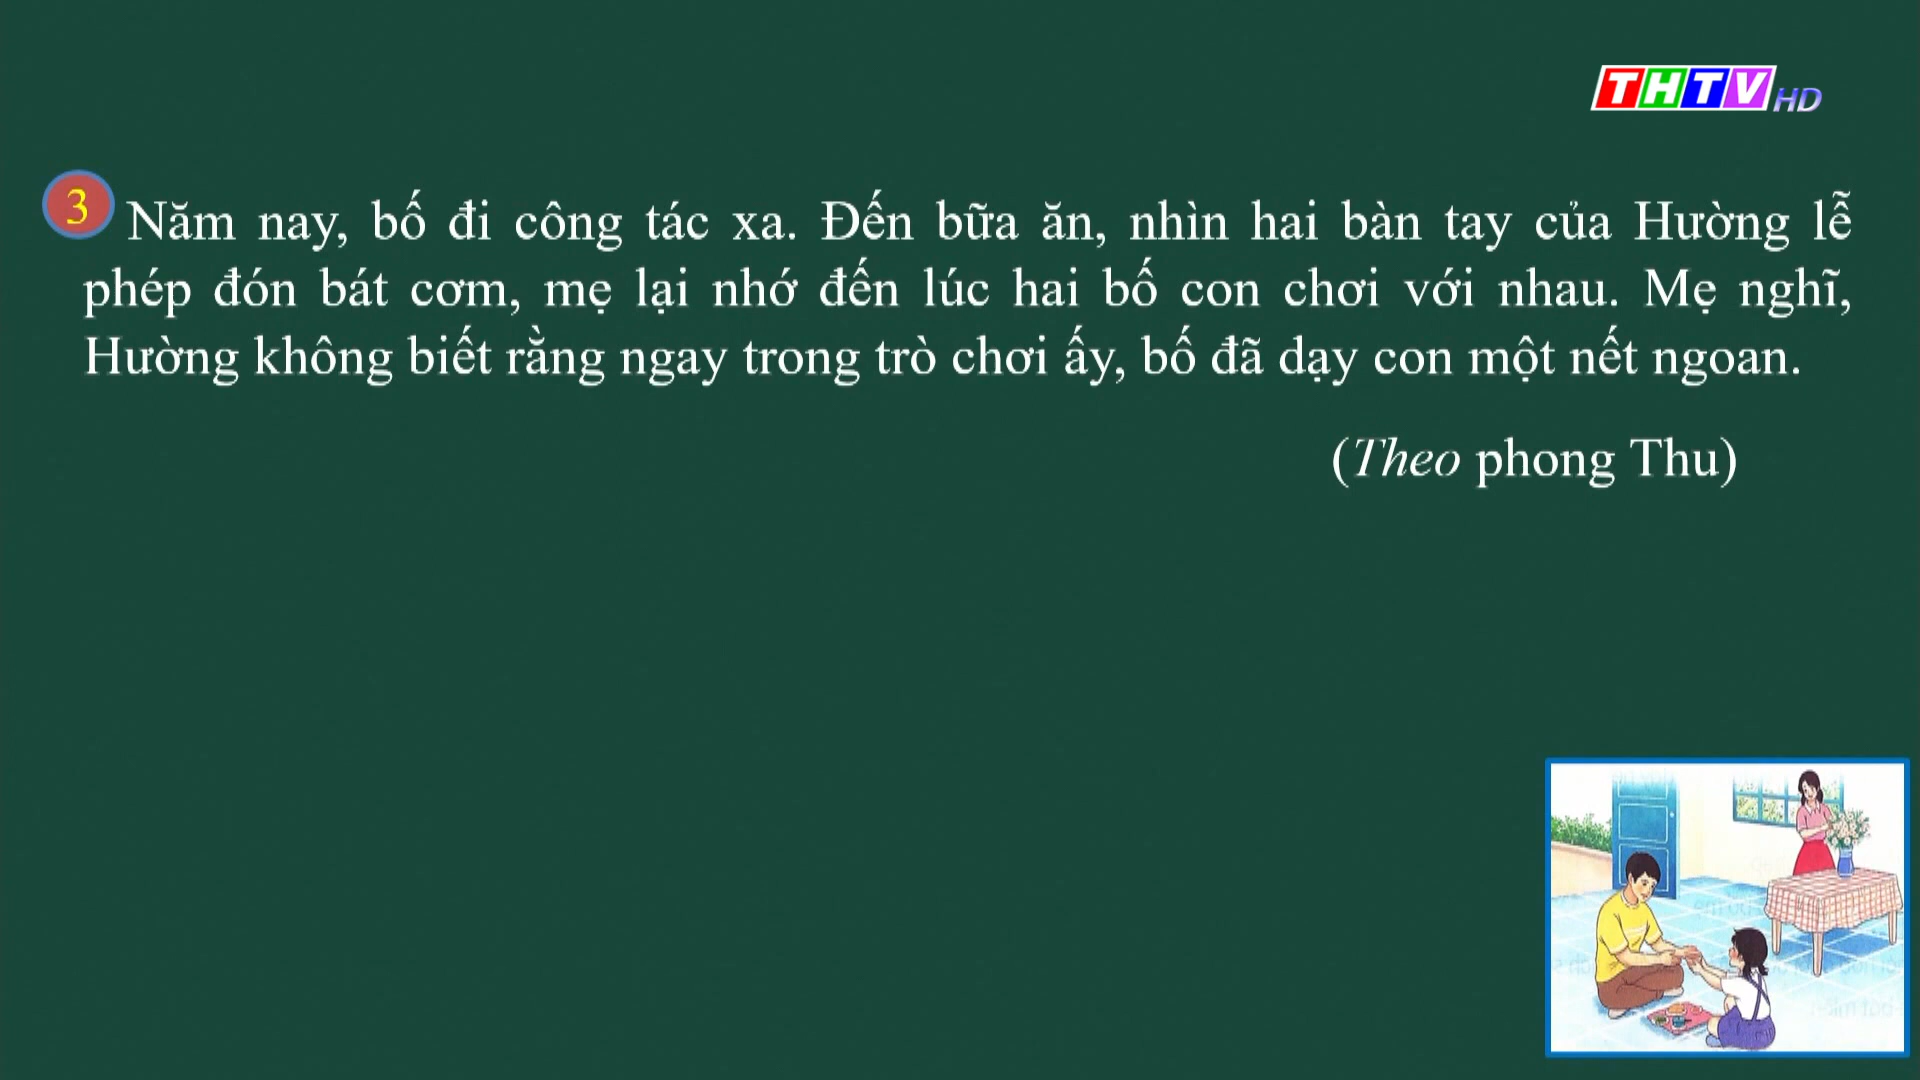 THTV HD
3 Năm nay, bố đi công tác xa. Đến bữa ăn, nhìn hai bàn tay của Hường lễ
phép đón bát cơm, mẹ lại nhớ đến lúc hai bố con chơi với nhau. Mẹ nghĩ,
Hường không biết rằng ngay trong trò chơi ấy, bố đã dạy con một nết ngoan.
(Theo phong Thu)